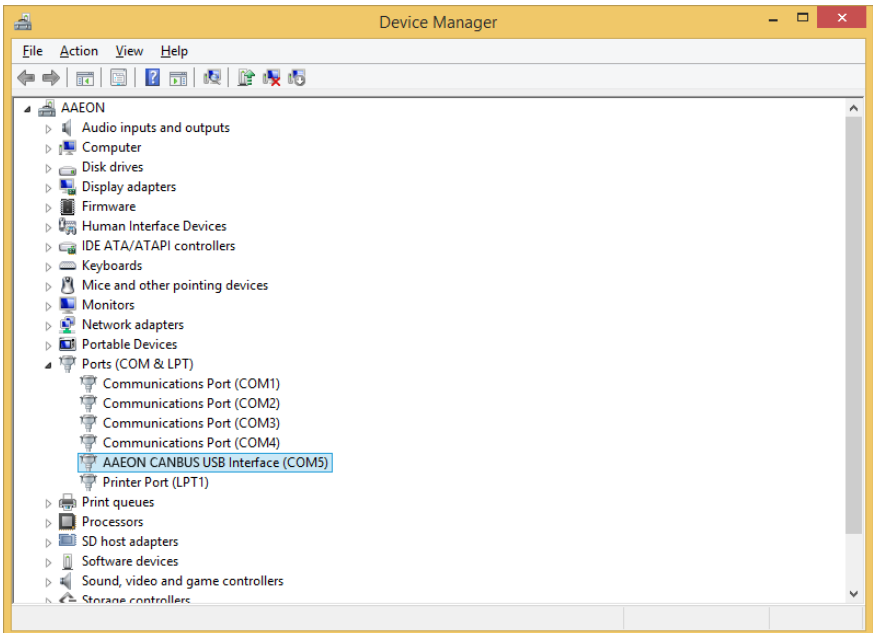 Device Manager
File Action View Help
AAEON
Audio inputs and outputs
Computer
Disk drives
Display adapters
Firmware
Human Interface Devices
IDE ATA/ATAPI controllers
Keyboards
Mice and other pointing devices
Monitors
Network adapters
Portable Devices
Ports (COM & LPT)
Communications Port (COM1)
Communications Port (COM2)
Communications Port (COM3)
Communications Port (COM4)
AAEON CANBUS USB Interface (COM5)
Printer Port (LPT1)
Print queues
Processors
SD host adapters
Software devices
Sound, video and game controllers
Storage controllers